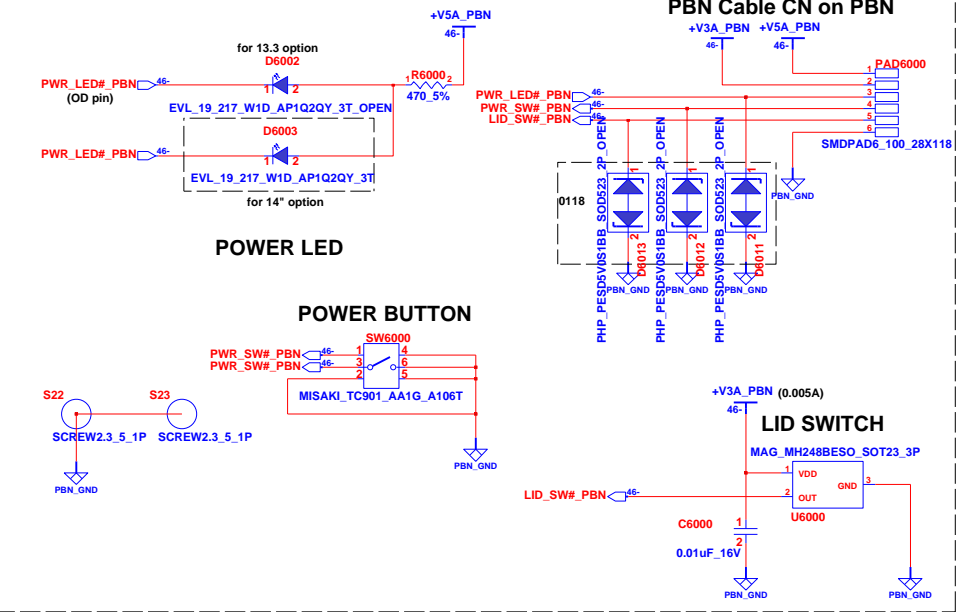 PBN Cable CN on PBN
+V5A_PBN
46-
for 13.3 option
D6002
PWR_LED#_PBN 46-
(OD pin)
1 2
1 R6000 2
470_5%
EVL_19_217_W1D_AP1Q2QY_3T_OPEN
D6003
PWR_LED#_PBN 46-
1 2
EVL_19_217_W1D_AP1Q2QY_3T
for 14" option
POWER LED
+V3A_PBN +V5A_PBN
46- 46-
PAD6000
1
2
PWR_LED#_PBN 46- 3
PWR_SW#_PBN 46- 4
LID_SW#_PBN 46- 5
6
SMDPAD6_100_28X118
PBN_GND
0118
PHP_PESD5V0S1BB_SOD523_2P_OPEN
1
2
D6013
PBN_GND
PHP_PESD5V0S1BB_SOD523_2P_OPEN
1
2
D6012
PBN_GND
PHP_PESD5V0S1BB_SOD523_2P_OPEN
1
2
D6011
PBN_GND
POWER BUTTON
SW6000
PWR_SW#_PBN 46- 1 4
PWR_SW#_PBN 46- 3 6
2 5
MISAKI_TC901_AA1G_A106T
PBN_GND
S22 S23
SCREW2.3_5_1P SCREW2.3_5_1P
PBN_GND
+V3A_PBN (0.005A)
46-
LID SWITCH
MAG_MH248BESO_SOT23_3P
1 VDD
GND 3
LID_SW#_PBN 46- 2 OUT
U6000
C6000 1
2
0.01uF_16V
PBN_GND PBN_GND